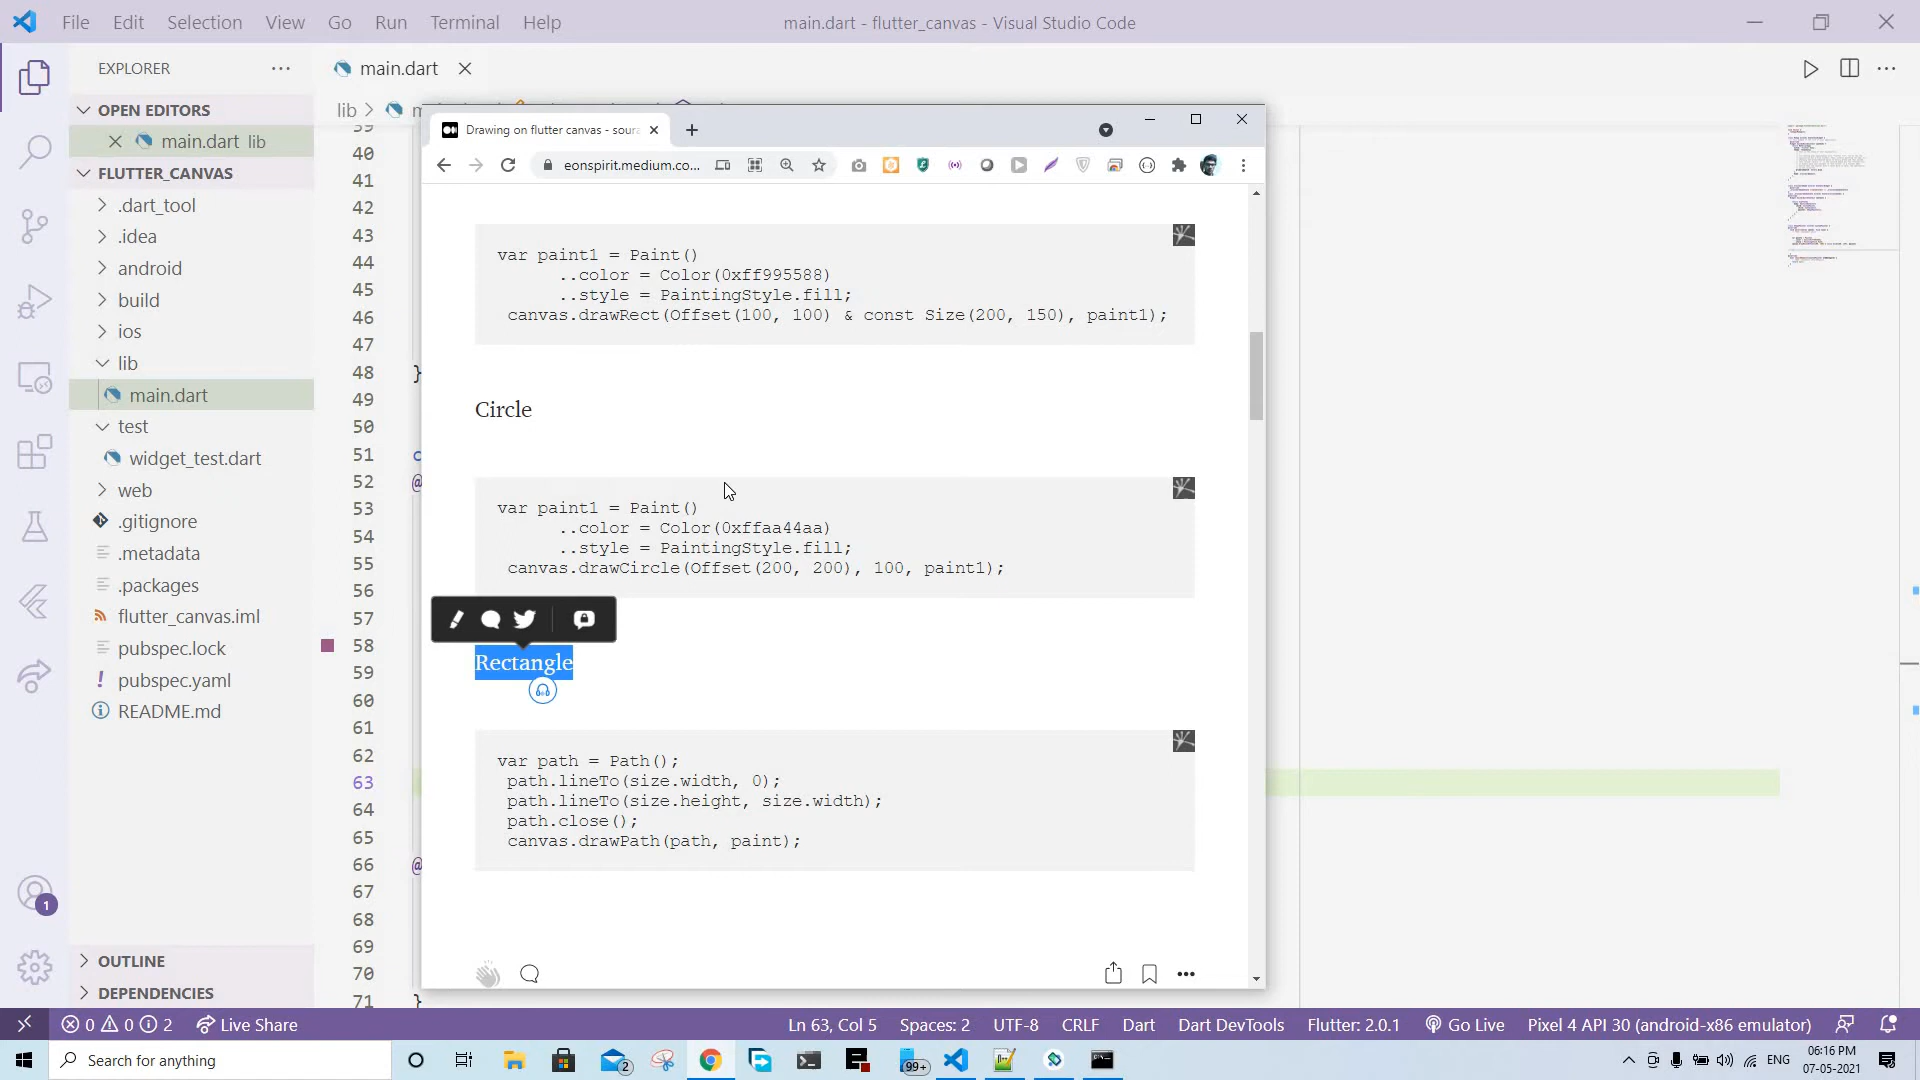 File Edit Selection View Go Run Terminal Help
main.dart - flutter_canvas - Visual Studio Code
EXPLORER
OPEN EDITORS
main.dart lib
FLUTTER_CANVAS
.dart_tool
.idea
android
build
ios
lib
main.dart
test
widget_test.dart
web
.gitignore
.metadata
.packages
flutter_canvas.iml
pubspec.lock
pubspec.yaml
README.md
OUTLINE
DEPENDENCIES
1
main.dart
lib
39
40
41
42
43
44
45
46
47
48 }
49
50
51 c
52 @
53
54
55
56
57
58
59
60
61
62
63
64
65
66 @
67
68
69
70
71 }
Drawing on flutter canvas - sour
eonspirit.medium.co...
var paint1 = Paint()
..color = Color(0xff995588)
..style = PaintingStyle.fill;
canvas.drawRect(Offset(100, 100) & const Size(200, 150), paint1);
Circle
var paint1 = Paint()
..color = Color(0xffaa44aa)
..style = PaintingStyle.fill;
canvas.drawCircle(Offset(200, 200), 100, paint1);
Rectangle
var path = Path();
path.lineTo(size.width, 0);
path.lineTo(size.height, size.width);
path.close();
canvas.drawPath(path, paint);
0 0 2 Live Share Ln 63, Col 5 Spaces: 2 UTF-8 CRLF Dart Dart DevTools Flutter: 2.0.1 Go Live Pixel 4 API 30 (android-x86 emulator)
Search for anything
2
99+
ENG
06:16 PM
07-05-2021